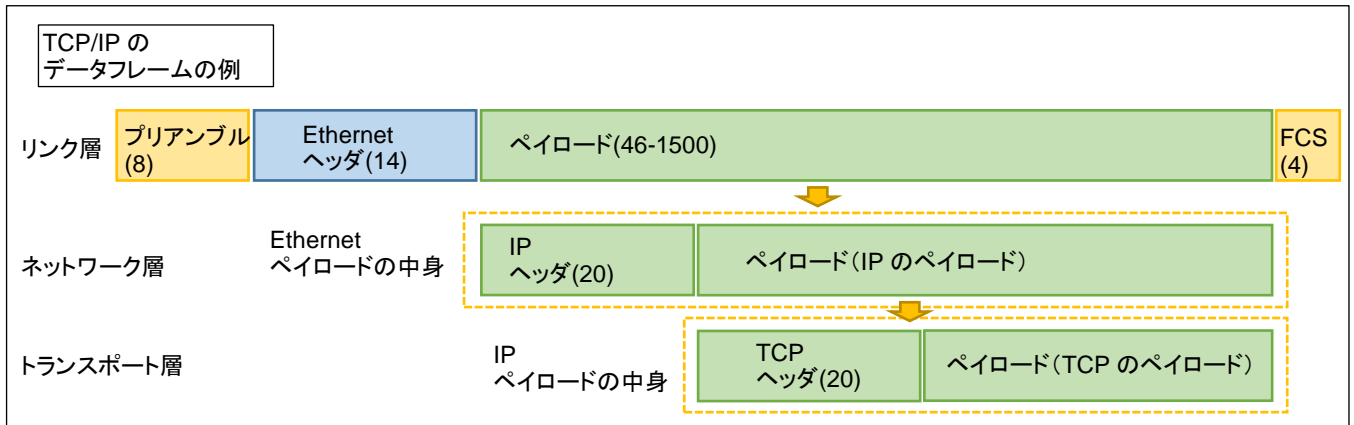 TCP/IP の
データフレームの例
リンク層
プリアンブル
(8)
Ethernet
ヘッダ(14)
ペイロード(46-1500)
FCS
(4)
ネットワーク層
Ethernet
ペイロードの中身
IP
ヘッダ(20)
ペイロード(IP のペイロード)
トランスポート層
IP
ペイロードの中身
TCP
ヘッダ(20)
ペイロード(TCP のペイロード)